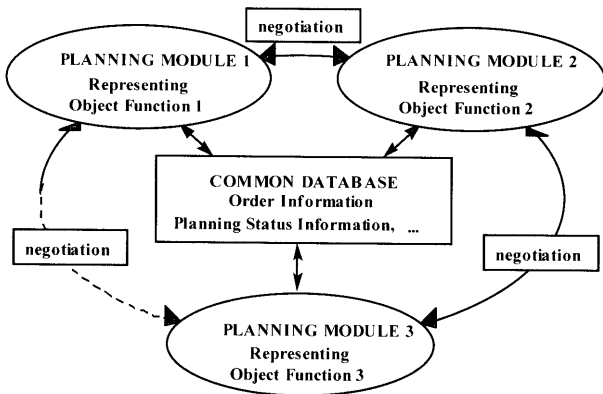 negotiation
PLANNING MODULE 1
Representing
Object Function 1
PLANNING MODULE 2
Representing
Object Function 2
COMMON DATABASE
Order Information
Planning Status Information, ...
negotiation
negotiation
PLANNING MODULE 3
Representing
Object Function 3